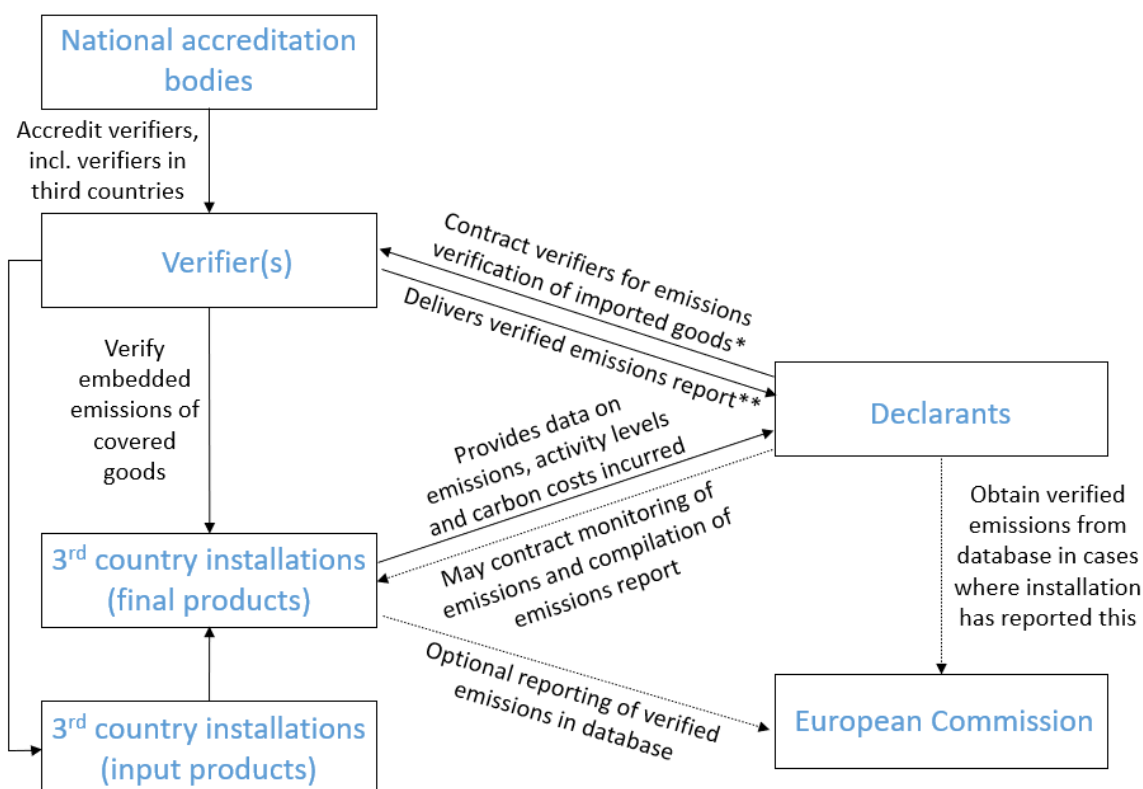 National accreditation
bodies
Accredit verifiers,
incl. verifiers in
third countries
Verifier(s)
Contract verifiers for emissions
verification of imported goods*
Delivers verified emissions report**
Verify
embedded
emissions of
covered
goods
Declarants
Provides data on
emissions, activity levels
and carbon costs incurred
May contract monitoring of
emissions and compilation of
emissions report
Obtain verified
emissions from
database in cases
where installation
has reported this
3rd country installations
(final products)
Optional reporting of verified
emissions in database
European Commission
3rd country installations
(input products)